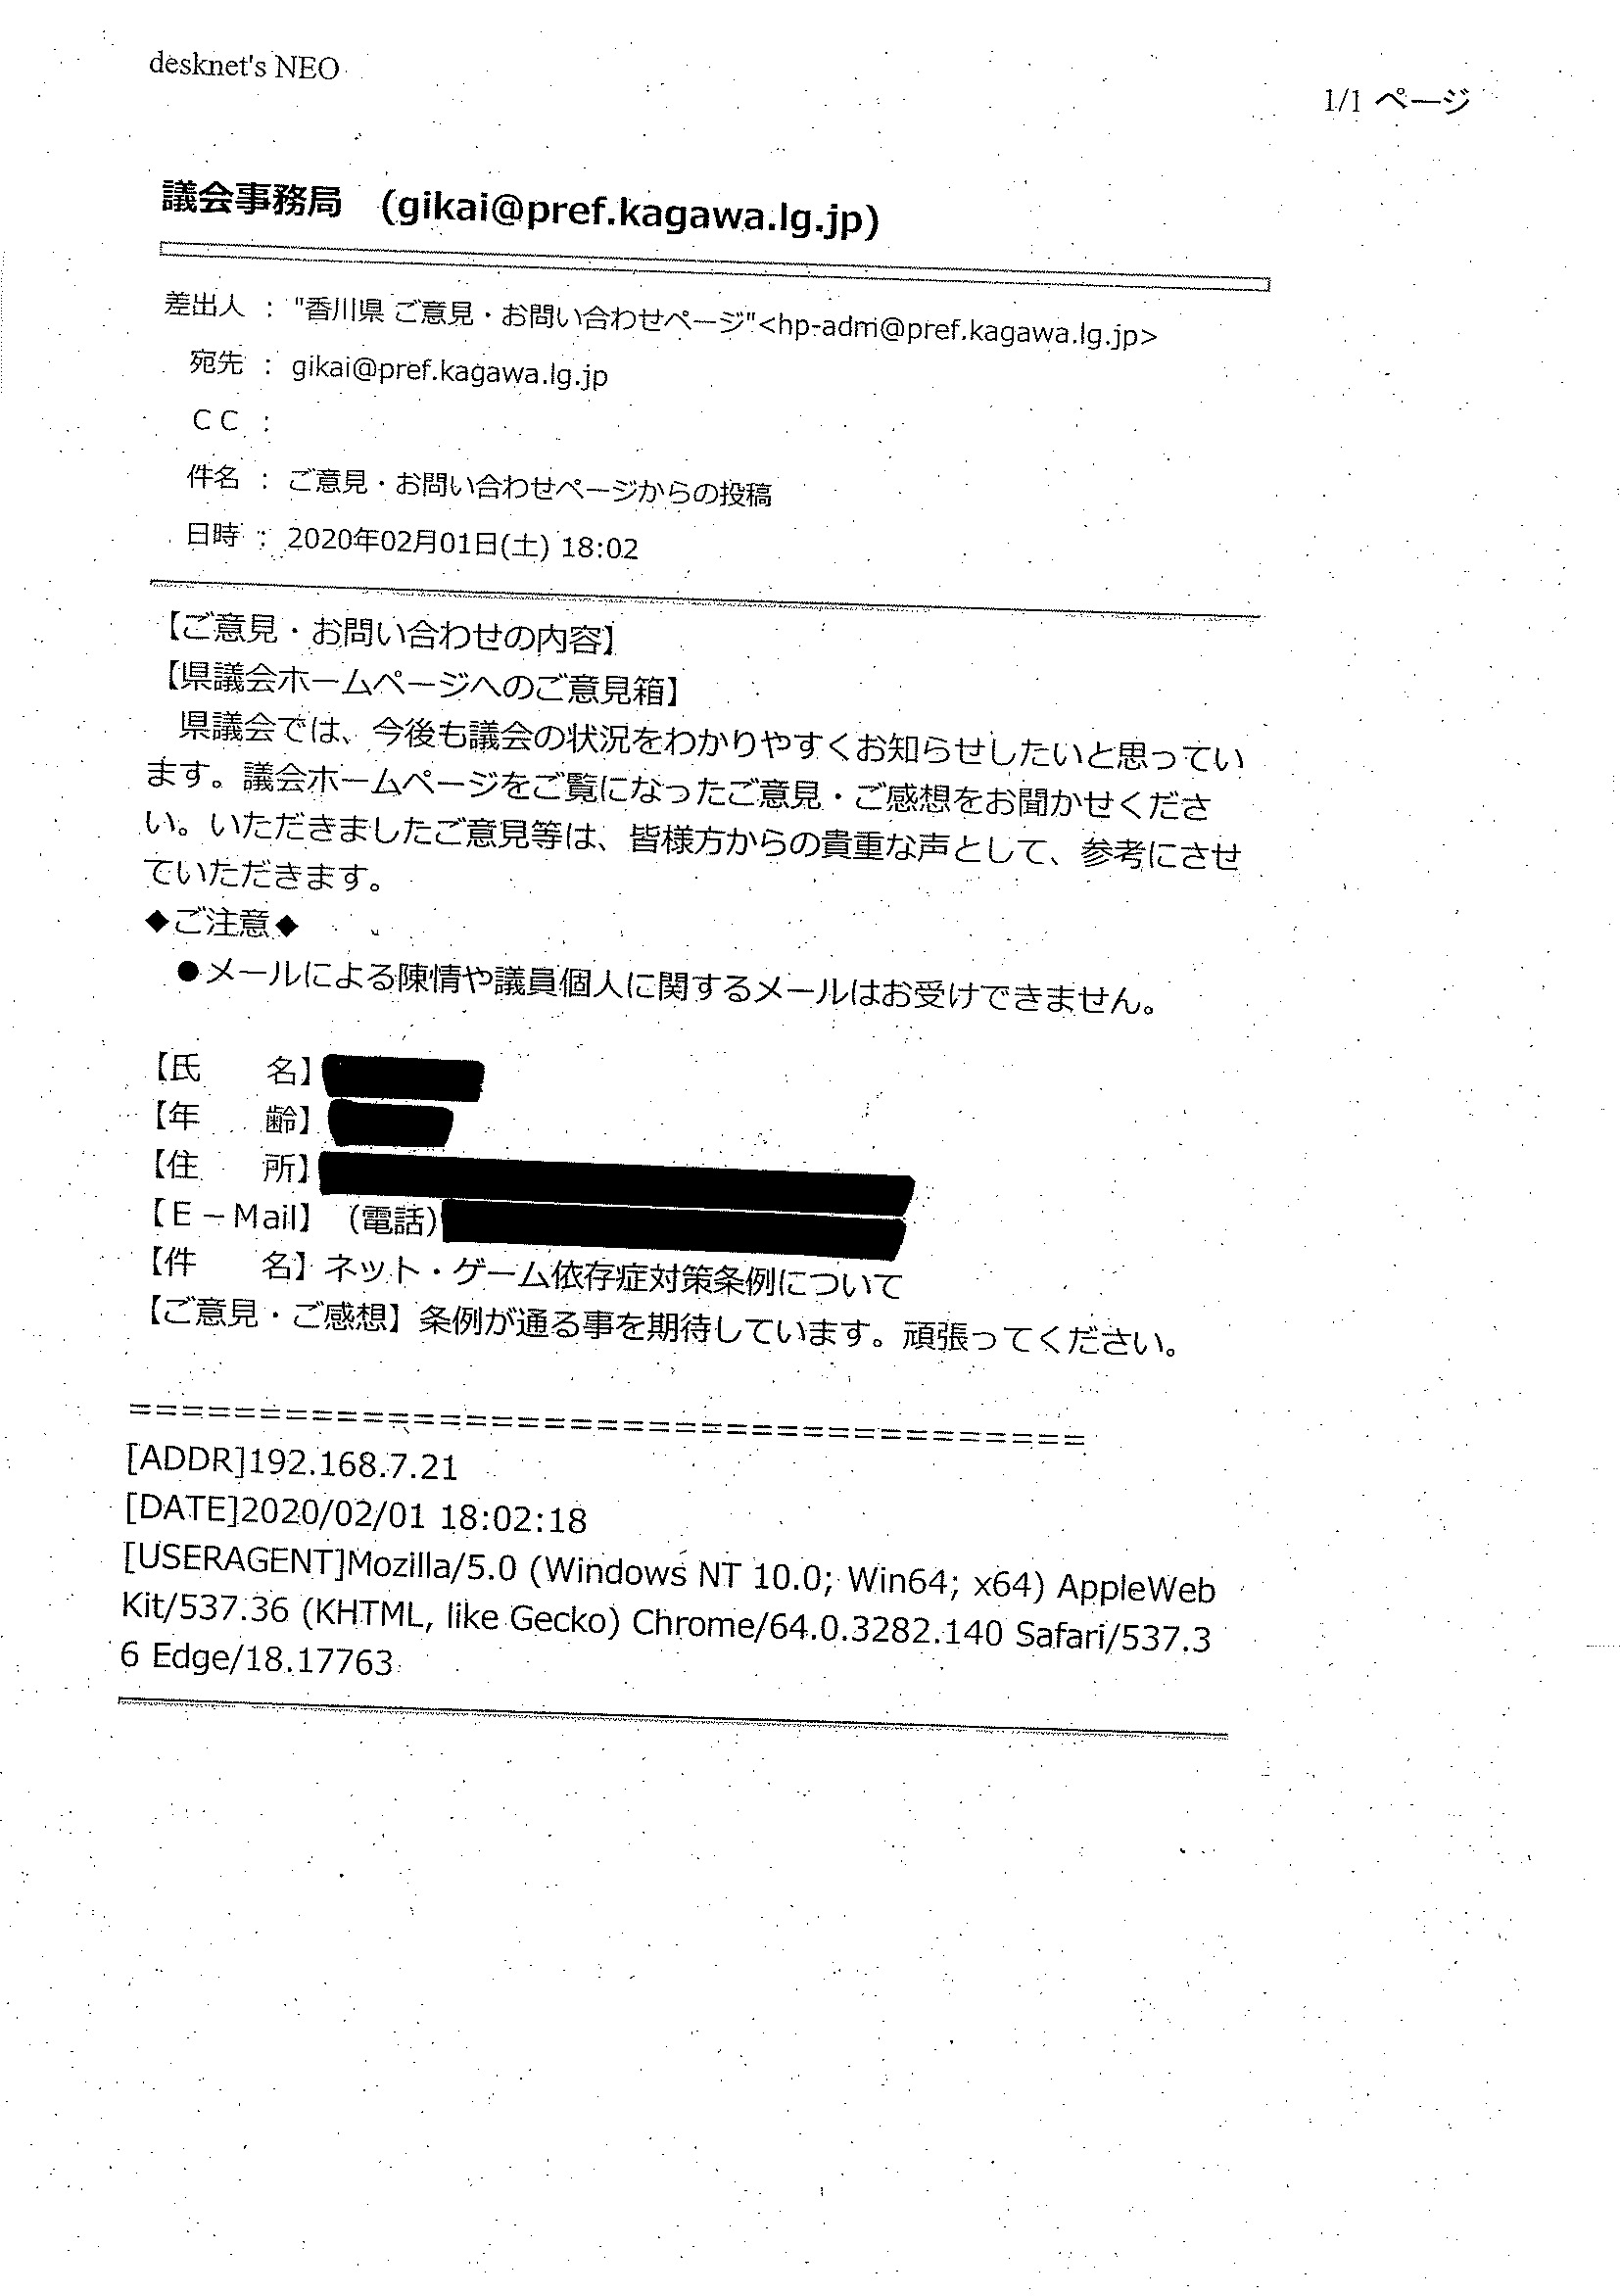 desknet's NEO
1/1 ページ
議会事務局　(gikai@pref.kagawa.lg.jp)
差出人 ： "香川県 ご意見・お問い合わせページ"<hp-adm@pref.kagawa.lg.jp>
宛先 ： gikai@pref.kagawa.lg.jp
ＣＣ ：
件名 ： ご意見・お問い合わせページからの投稿
日時 ： 2020年02月01日(土) 18:02
【ご意見・お問い合わせの内容】
【県議会ホームページへのご意見箱】
　県議会では、今後も議会の状況をわかりやすくお知らせしたいと思ってい
ます。議会ホームページをご覧になったご意見・ご感想をお聞かせくださ
い。いただきましたご意見等は、皆様方からの貴重な声として、参考にさせ
ていただきます。
◆ご注意◆
　●メールによる陳情や議員個人に関するメールはお受けできません。
【氏　　名】
【年　　齢】
【住　　所】
【Ｅ－Mail】（電話）
【件　　名】ネット・ゲーム依存症対策条例について
【ご意見・ご感想】条例が通る事を期待しています。頑張ってください。
=====================================
[ADDR]192.168.7.21
[DATE]2020/02/01 18:02:18
[USERAGENT]Mozilla/5.0 (Windows NT 10.0; Win64; x64) AppleWeb
Kit/537.36 (KHTML, like Gecko) Chrome/64.0.3282.140 Safari/537.3
6 Edge/18.17763